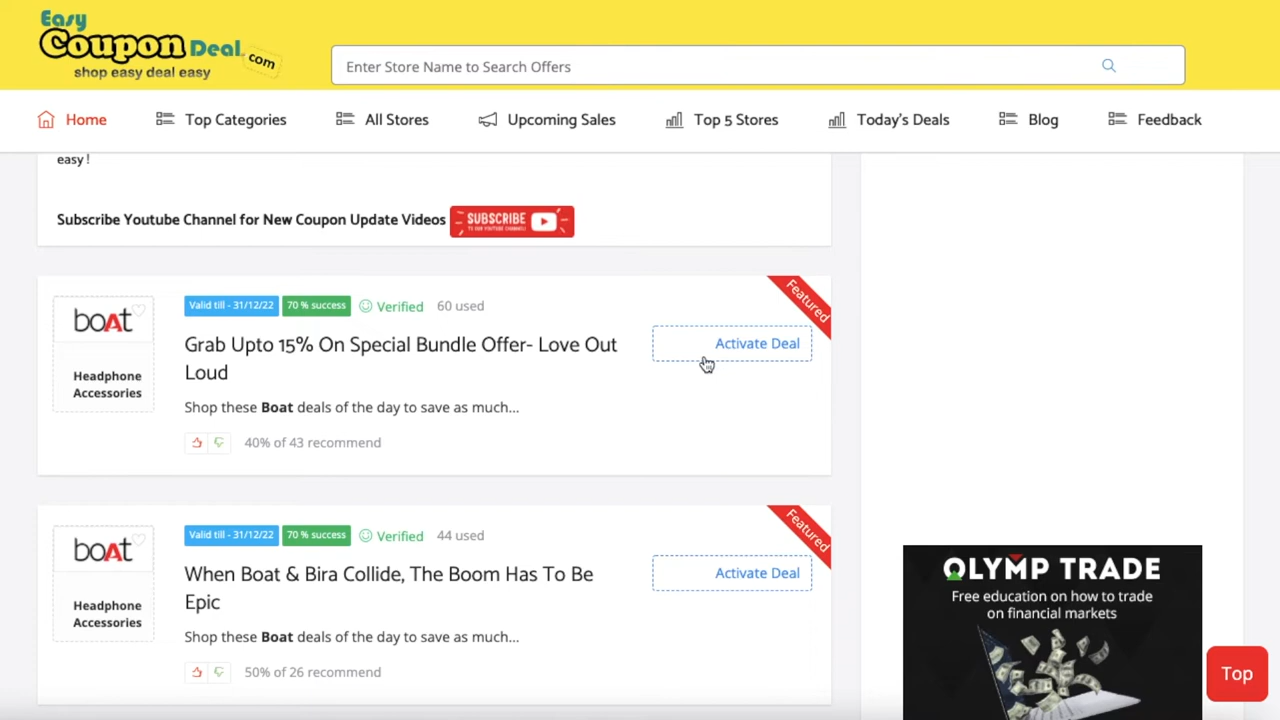 Easy
Coupon Deal .com
shop easy deal easy
Enter Store Name to Search Offers
Home Top Categories All Stores Upcoming Sales Top 5 Stores Today's Deals Blog Feedback
easy !
Subscribe Youtube Channel for New Coupon Update Videos SUBSCRIBE
TO OUR YOUTUBE CHANNEL!
boAt
Headphone
Accessories
Valid till - 31/12/22 70 % success Verified 60 used
Featured
Grab Upto 15% On Special Bundle Offer- Love Out
Loud
Activate Deal
Shop these Boat deals of the day to save as much...
40% of 43 recommend
boAt
Headphone
Accessories
Valid till - 31/12/22 70 % success Verified 44 used
Featured
When Boat & Bira Collide, The Boom Has To Be
Epic
Activate Deal
Shop these Boat deals of the day to save as much...
50% of 26 recommend
OLYMP TRADE
Free education on how to trade
on financial markets
Top